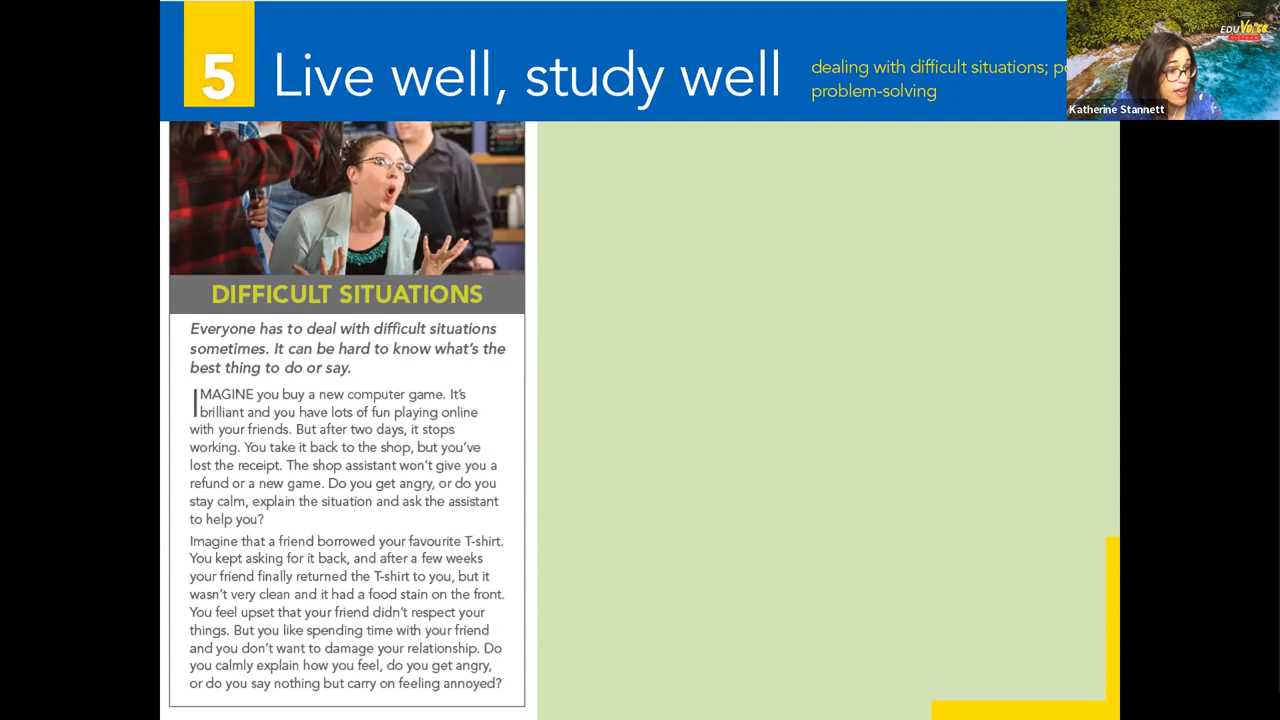 5
Live well, study well
dealing with difficult situations;
problem-solving
EDU VOICE
VIETNAM
Katherine Stannett
DIFFICULT SITUATIONS
Everyone has to deal with difficult situations
sometimes. It can be hard to know what's the
best thing to do or say.
IMAGINE you buy a new computer game. It's
brilliant and you have lots of fun playing online
with your friends. But after two days, it stops
working. You take it back to the shop, but you've
lost the receipt. The shop assistant won't give you a
refund or a new game. Do you get angry, or do you
stay calm, explain the situation and ask the assistant
to help you?
Imagine that a friend borrowed your favourite T-shirt.
You kept asking for it back, and after a few weeks
your friend finally returned the T-shirt to you, but it
wasn't very clean and it had a food stain on the front.
You feel upset that your friend didn't respect your
things. But you like spending time with your friend
and you don't want to damage your relationship. Do
you calmly explain how you feel, do you get angry,
or do you say nothing but carry on feeling annoyed?